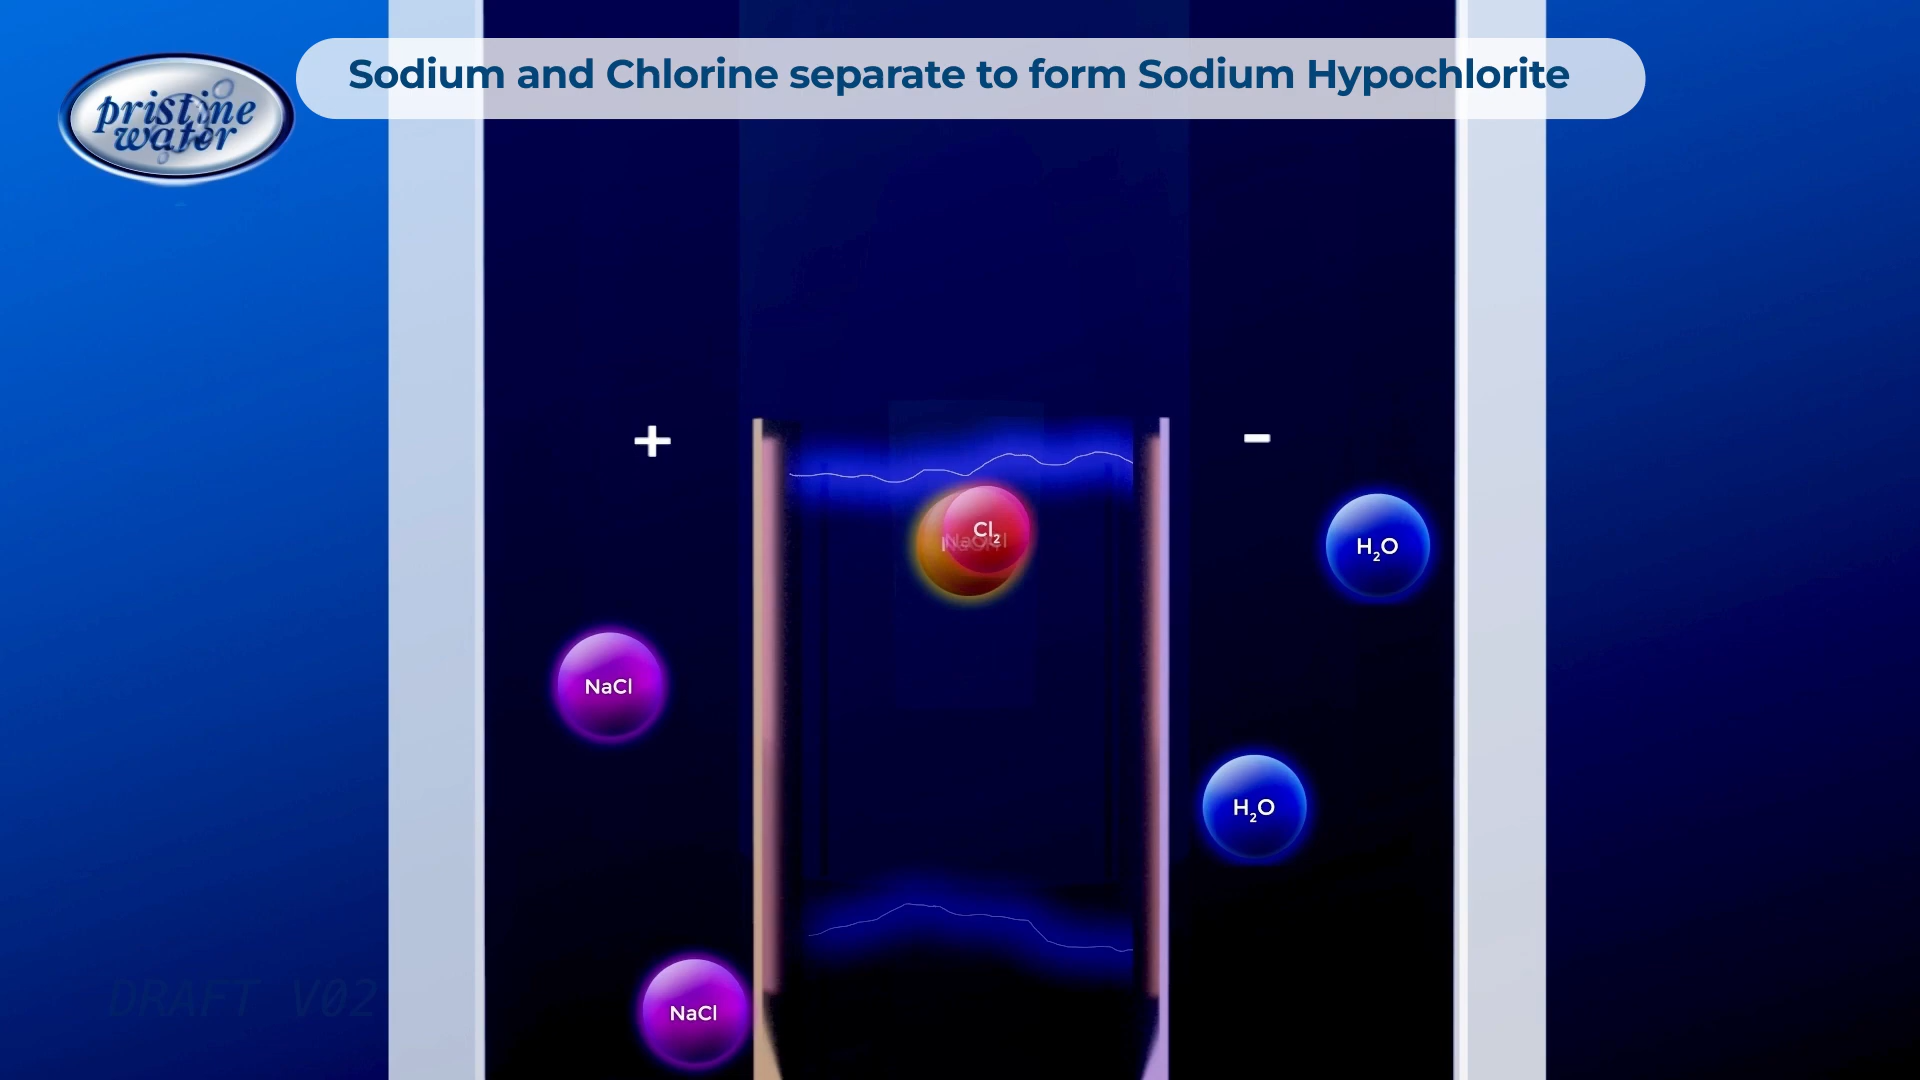 Sodium and Chlorine separate to form Sodium Hypochlorite
pristine
water
+
-
Cl₂
H₂O
NaCl
H₂O
DRAFT V02
NaCl